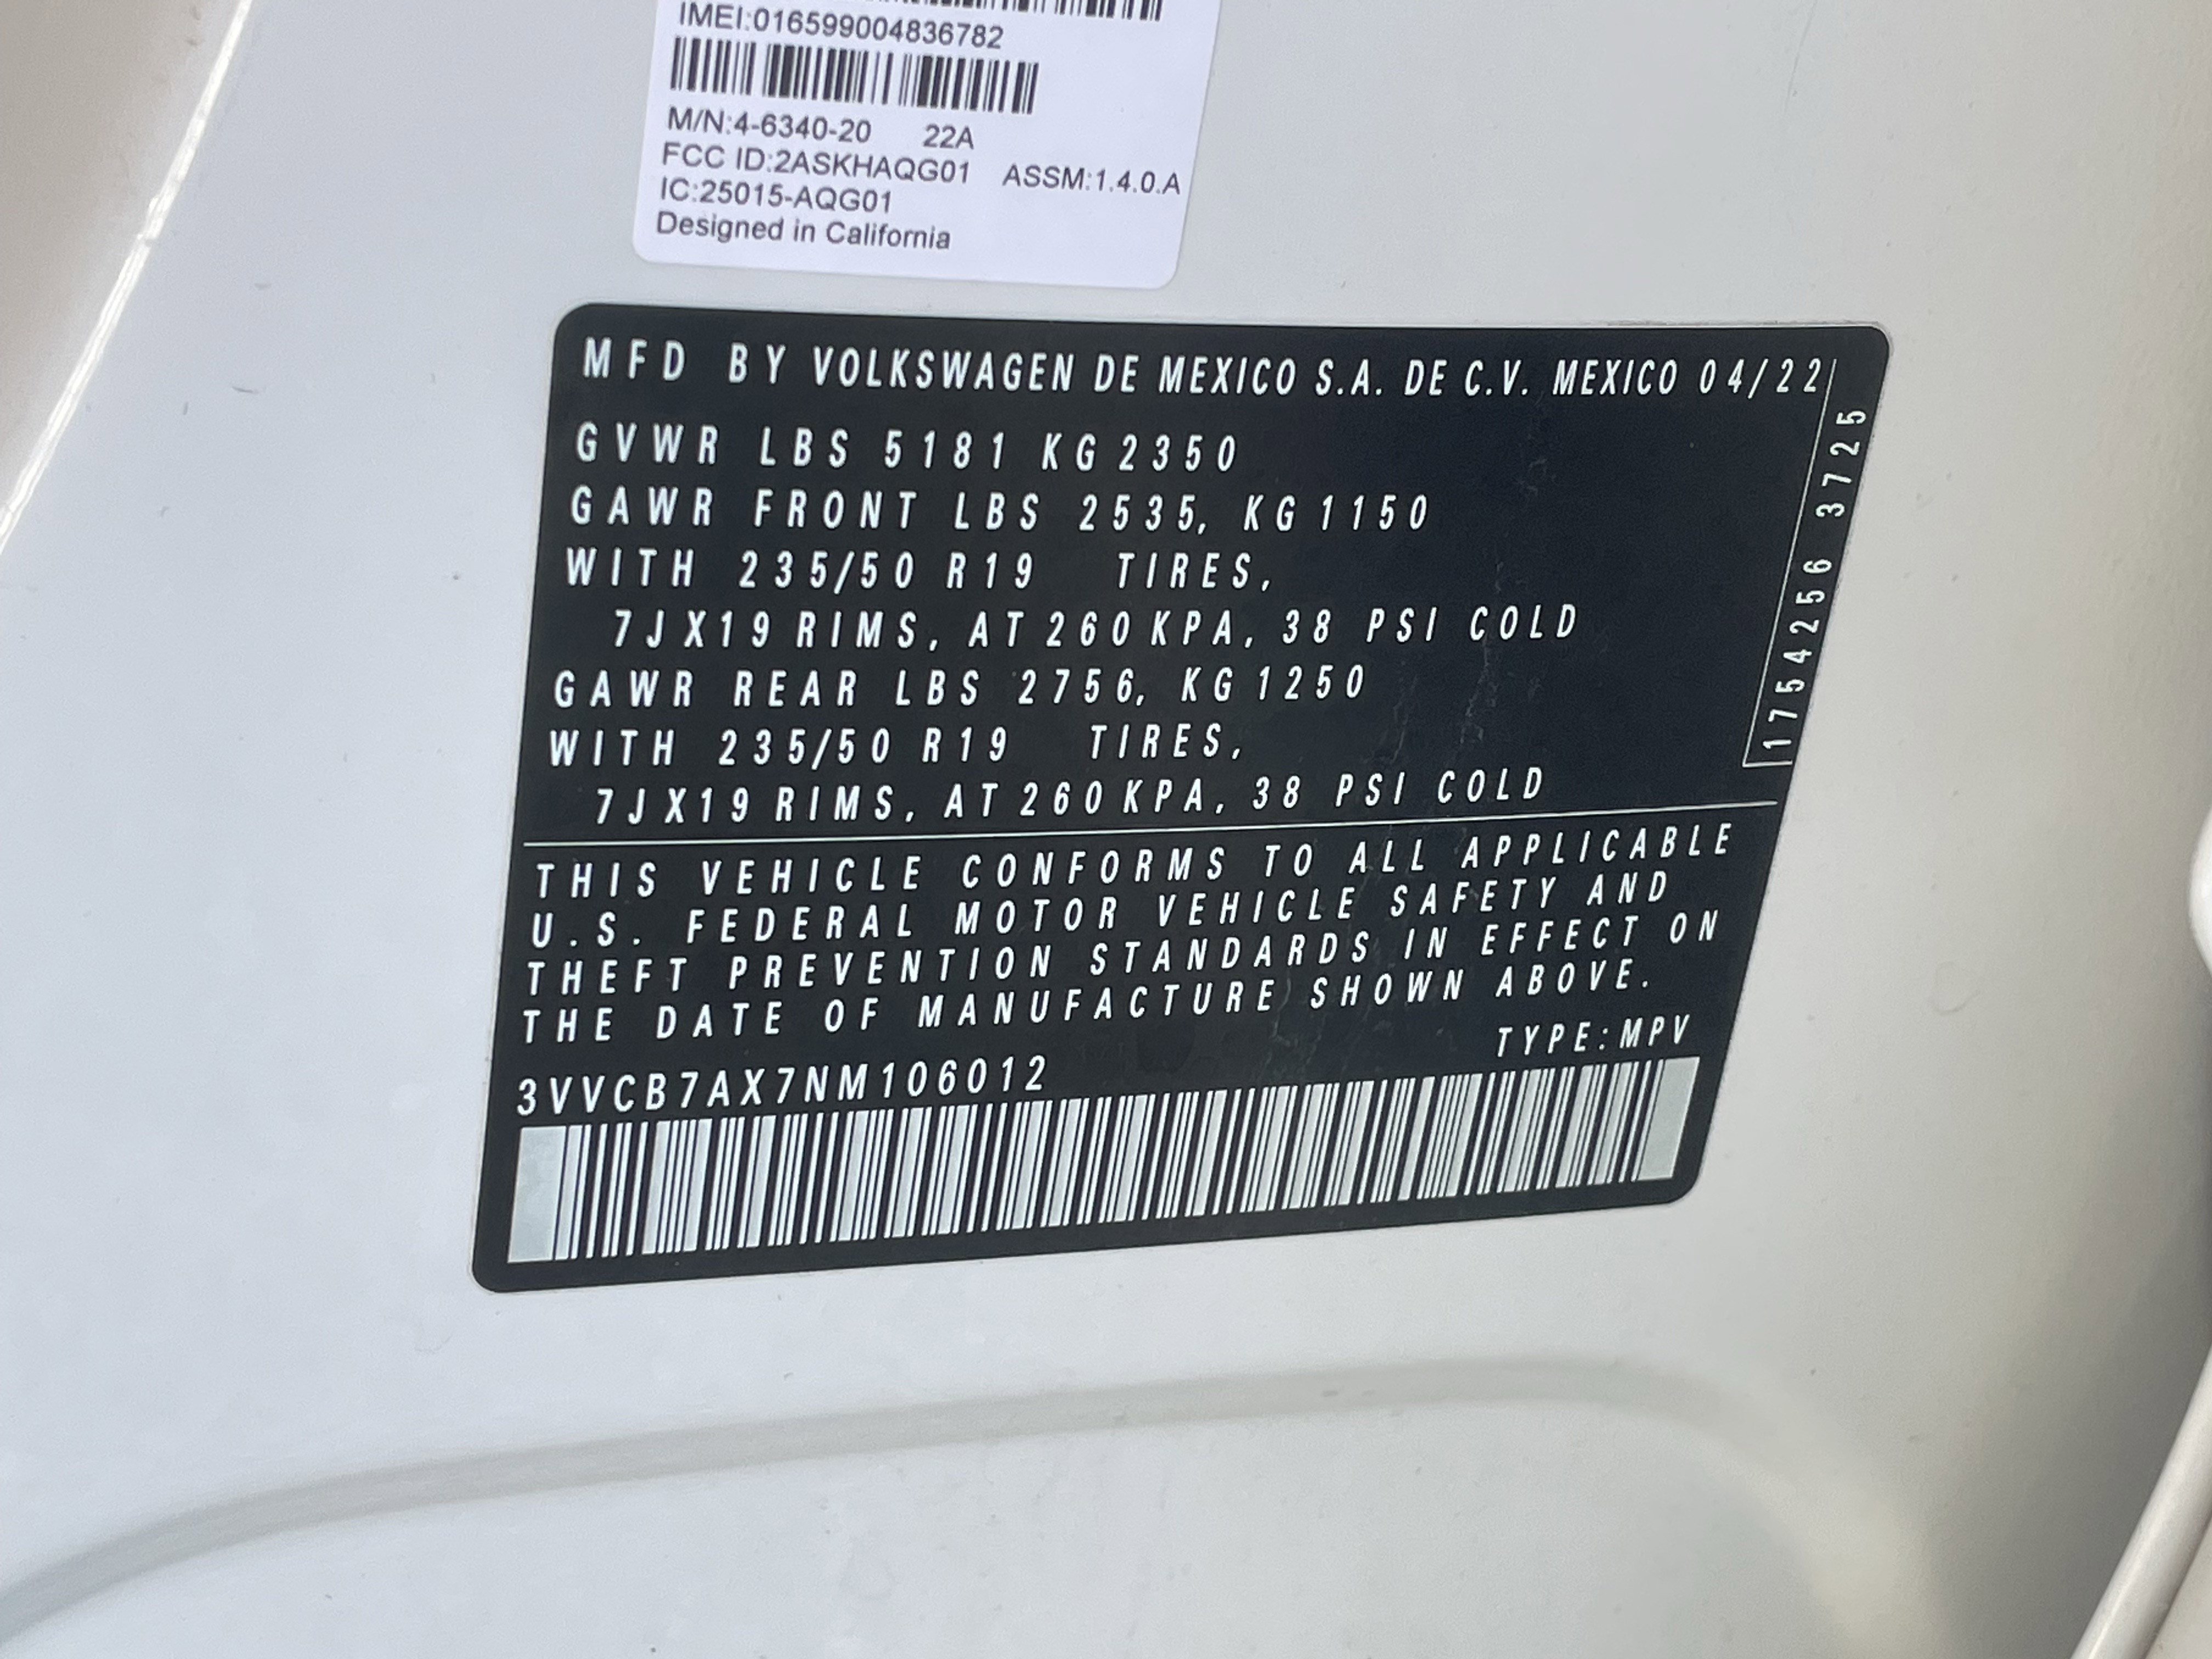 IMEI:016599004836782
M/N:4-6340-20 22A
FCC ID:2ASKHAQG01 ASSM:1.4.0.A
IC:25015-AQG01
Designed in California
MFD BY VOLKSWAGEN DE MEXICO S.A. DE C.V. MEXICO 04/22
GVWR LBS 5181 KG 2350
GAWR FRONT LBS 2535, KG 1150
WITH 235/50 R19 TIRES,
7JX19 RIMS, AT 260 KPA, 38 PSI COLD
GAWR REAR LBS 2756, KG 1250
WITH 235/50 R19 TIRES,
7JX19 RIMS, AT 260 KPA, 38 PSI COLD
1754256 3725
THIS VEHICLE CONFORMS TO ALL APPLICABLE
U.S. FEDERAL MOTOR VEHICLE SAFETY AND
THEFT PREVENTION STANDARDS IN EFFECT ON
THE DATE OF MANUFACTURE SHOWN ABOVE.
TYPE:MPV
3VVCB7AX7NM106012